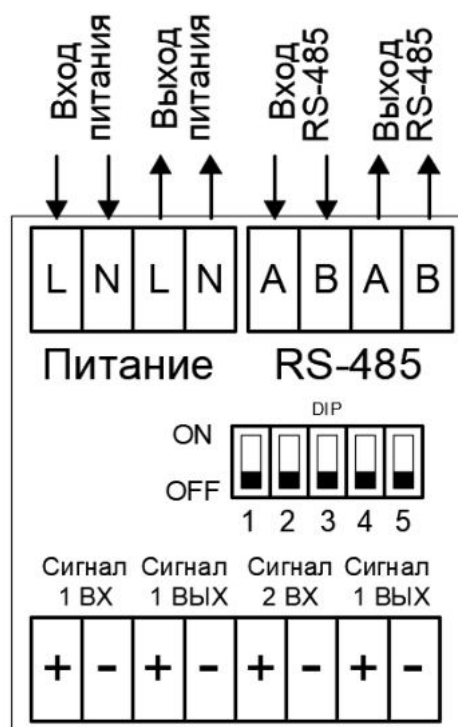 Вход питания
Выход питания
Вход RS-485
Выход RS-485
L N L N A B A B
Питание RS-485
DIP
ON
OFF
1 2 3 4 5
Сигнал 1 ВХ
Сигнал 1 ВЫХ
Сигнал 2 ВХ
Сигнал 1 ВЫХ
+ - + - + - + -